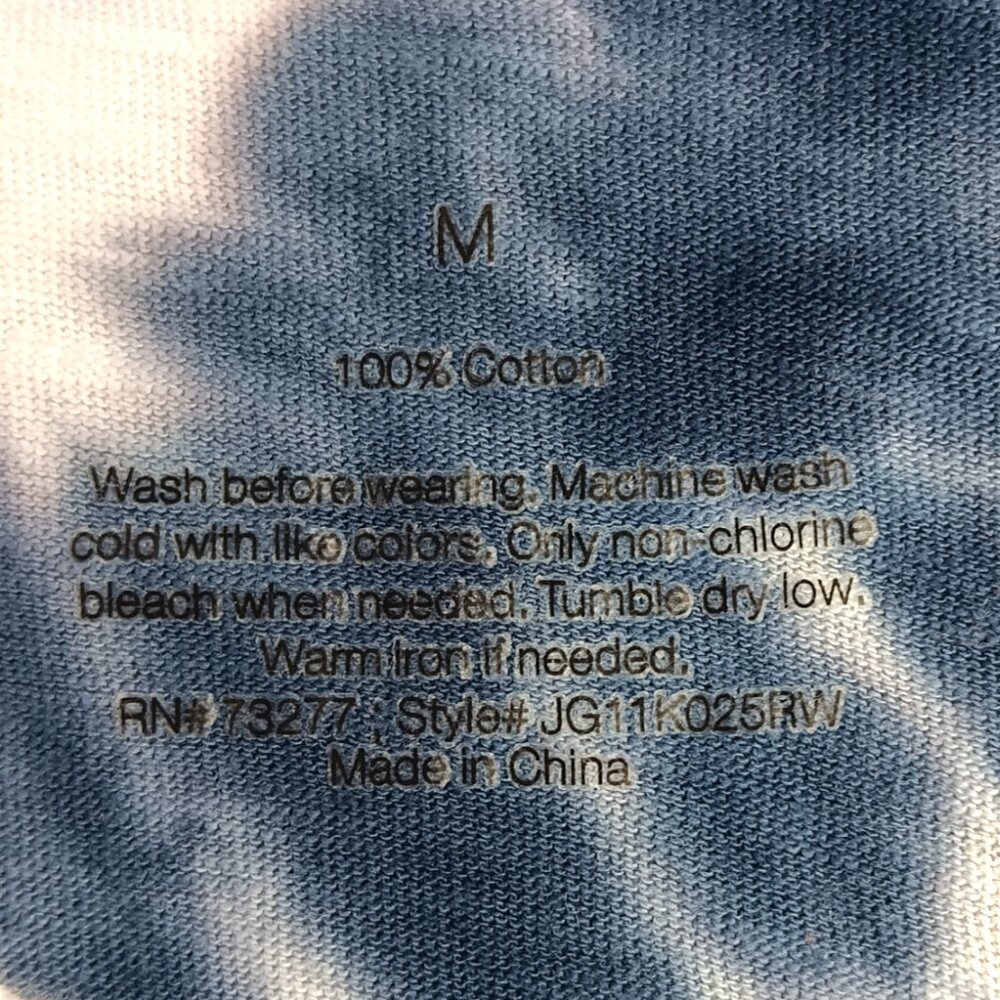 M
100% Cotton
Wash before wearing. Machine wash
cold with like colors. Only non-chlorine
bleach when needed. Tumble dry low.
Warm iron if needed.
RN# 73277 ; Style# JG11K025RW
Made in China